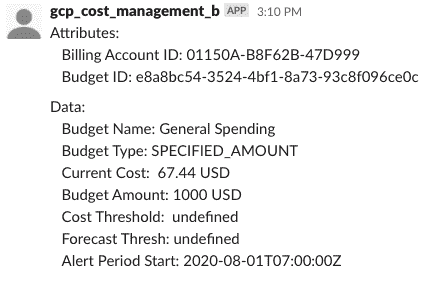 gcp_cost_management_b APP 3:10 PM
Attributes:
Billing Account ID: 01150A-B8F62B-47D999
Budget ID: e8a8bc54-3524-4bf1-8a73-93c8f096ce0c
Data:
Budget Name: General Spending
Budget Type: SPECIFIED_AMOUNT
Current Cost: 67.44 USD
Budget Amount: 1000 USD
Cost Threshold: undefined
Forecast Thresh: undefined
Alert Period Start: 2020-08-01T07:00:00Z